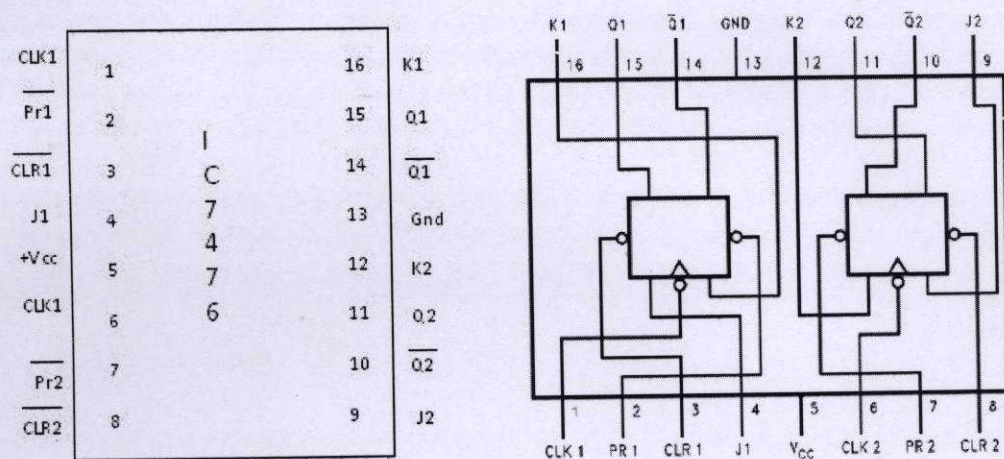 CLK1 1 16 K1
Pr1 2 15 Q1
CLR1 3 14 Q1
J1 4 13 Gnd
+Vcc 5 12 K2
CLK1 6 11 Q2
Pr2 7 10 Q2
CLR2 8 9 J2
I
C
7
4
7
6
K1 Q1 Q̅1 GND K2 Q2 Q̅2 J2
16 15 14 13 12 11 10 9
1 2 3 4 5 6 7 8
CLK 1 PR 1 CLR 1 J1 VCC CLK 2 PR 2 CLR 2